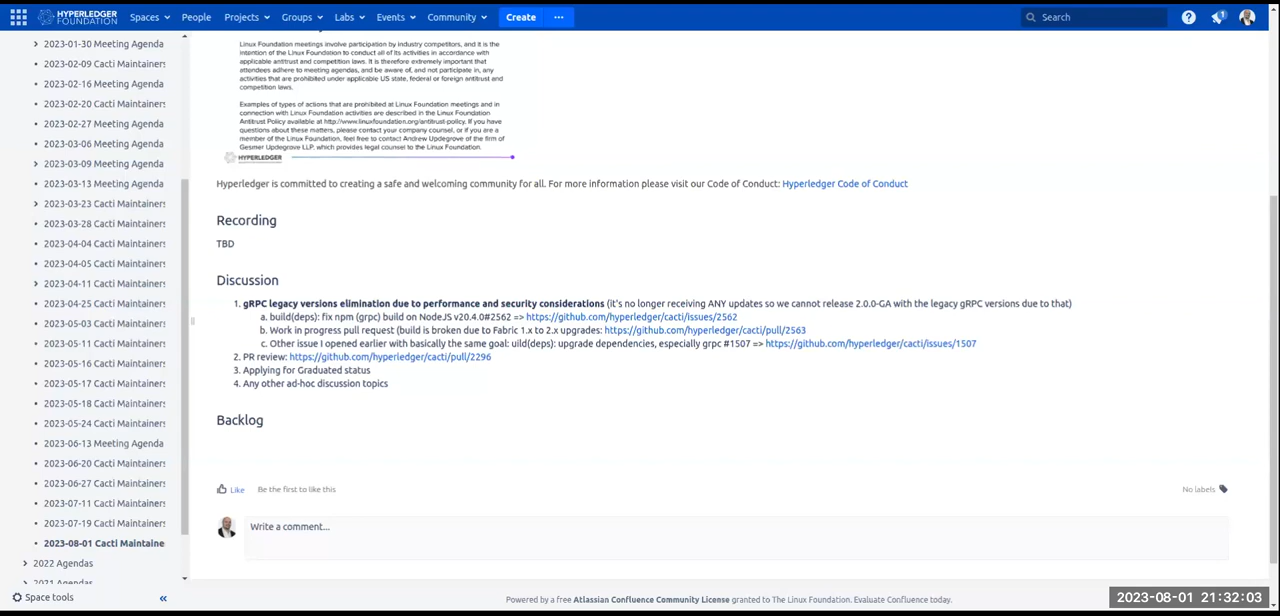 HYPERLEDGER
FOUNDATION
Spaces People Projects Groups Labs Events Community Create ··· Search
2023-01-30 Meeting Agenda
2023-02-09 Cacti Maintainers
2023-02-16 Meeting Agenda
2023-02-20 Cacti Maintainers
2023-02-27 Meeting Agenda
2023-03-06 Meeting Agenda
2023-03-09 Meeting Agenda
2023-03-13 Meeting Agenda
2023-03-23 Cacti Maintainers
2023-03-28 Cacti Maintainers
2023-04-04 Cacti Maintainers
2023-04-05 Cacti Maintainers
2023-04-11 Cacti Maintainers
2023-04-25 Cacti Maintainers
2023-05-03 Cacti Maintainers
2023-05-16 Cacti Maintainers
2023-05-17 Cacti Maintainers
2023-05-18 Cacti Maintainers
2023-05-24 Cacti Maintainers
2023-06-13 Meeting Agenda
2023-06-20 Cacti Maintainers
2023-06-27 Cacti Maintainers
2023-07-11 Cacti Maintainers
2023-07-19 Cacti Maintainers
2023-08-01 Cacti Maintaine
2022 Agendas
2021 Agendas
Space tools
Linux Foundation meetings involve participation by industry competitors, and it is the
intention of the Linux Foundation to conduct all of its activities in accordance with
applicable antitrust and competition laws. It is therefore extremely important that
attendees adhere to meeting agendas, and be aware of, and not participate in, any
activities that are prohibited under applicable US state, federal or foreign antitrust and
competition laws.
Examples of types of actions that are prohibited at Linux Foundation meetings and in
connection with Linux Foundation activities are described in the Linux Foundation
Antitrust Policy available at http://www.linuxfoundation.org/antitrust-policy. If you have
questions about these matters, please contact your company counsel, or if you are a
member of the Linux Foundation, feel free to contact Andrew Updegrove of the firm of
Gesmer Updegrove LLP, which provides legal counsel to the Linux Foundation.
HYPERLEDGER
Hyperledger is committed to creating a safe and welcoming community for all. For more information please visit our Code of Conduct: Hyperledger Code of Conduct
Recording
TBD
Discussion
1. gRPC legacy versions elimination due to performance and security considerations (it's no longer receiving ANY updates so we cannot release 2.0.0-GA with the legacy gRPC versions due to that)
a. build(deps): fix npm (grpc) build on NodeJS v20.4.0#2562 => https://github.com/hyperledger/cacti/issues/2562
b. Work in progress pull request (build is broken due to Fabric 1.x to 2.x upgrades: https://github.com/hyperledger/cacti/pull/2563
c. Other issue I opened earlier with basically the same goal: uild(deps): upgrade dependencies, especially grpc #1507 => https://github.com/hyperledger/cacti/issues/1507
2. PR review: https://github.com/hyperledger/cacti/pull/2296
3. Applying for Graduated status
4. Any other ad-hoc discussion topics
Backlog
Like Be the first to like this No labels
Write a comment...
Powered by a free Atlassian Confluence Community License granted to The Linux Foundation. Evaluate Confluence today.
2023-08-01 21:32:03